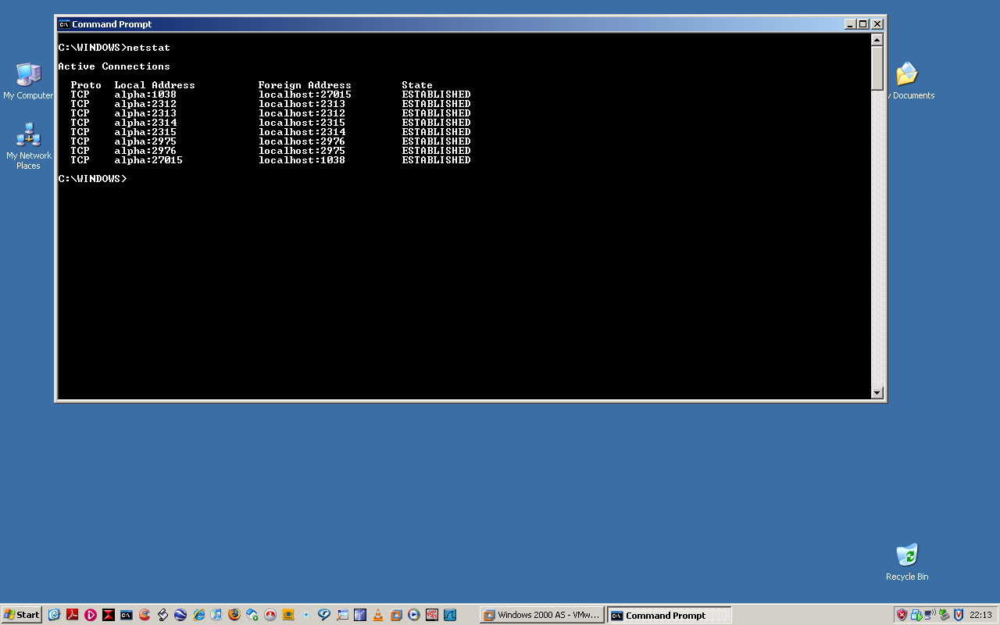 Command Prompt
C:\WINDOWS>netstat
Active Connections
Proto Local Address Foreign Address State
TCP alpha:1038 localhost:27015 ESTABLISHED
TCP alpha:2312 localhost:2313 ESTABLISHED
TCP alpha:2313 localhost:2312 ESTABLISHED
TCP alpha:2314 localhost:2315 ESTABLISHED
TCP alpha:2315 localhost:2314 ESTABLISHED
TCP alpha:2975 localhost:2976 ESTABLISHED
TCP alpha:2976 localhost:2975 ESTABLISHED
TCP alpha:27015 localhost:1038 ESTABLISHED
C:\WINDOWS>
My Computer
My Network
Places
Documents
Recycle Bin
Start
Windows 2000 AS - VMw...
Command Prompt
22:13